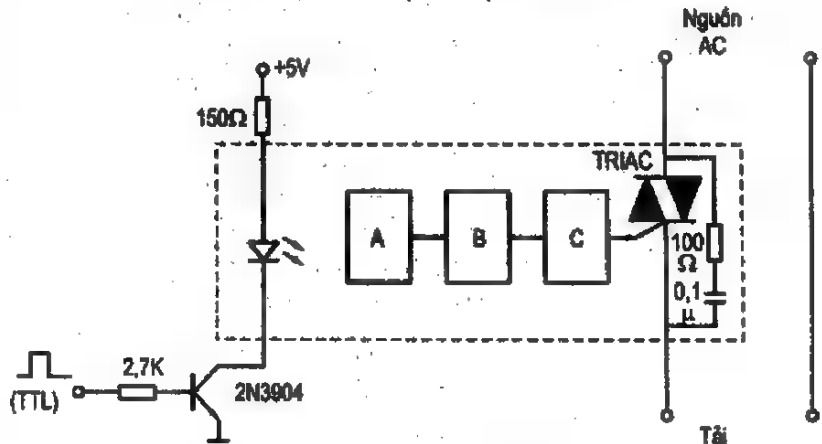 Nguồn
AC
+5V
150Ω
TRIAC
A
B
C
100
Ω
0,1
μ
2,7K
(TTL)
2N3904
Tải